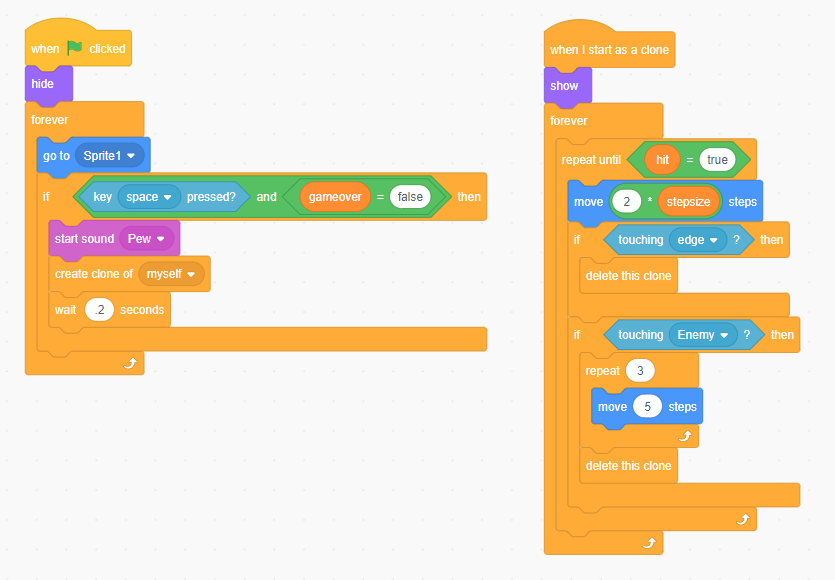 when clicked
hide
forever
go to Sprite1
if key space pressed? and gameover = false then
start sound Pew
create clone of myself
wait .2 seconds
when I start as a clone
show
forever
repeat until hit = true
move 2 * stepsize steps
if touching edge ? then
delete this clone
if touching Enemy ? then
repeat 3
move 5 steps
delete this clone